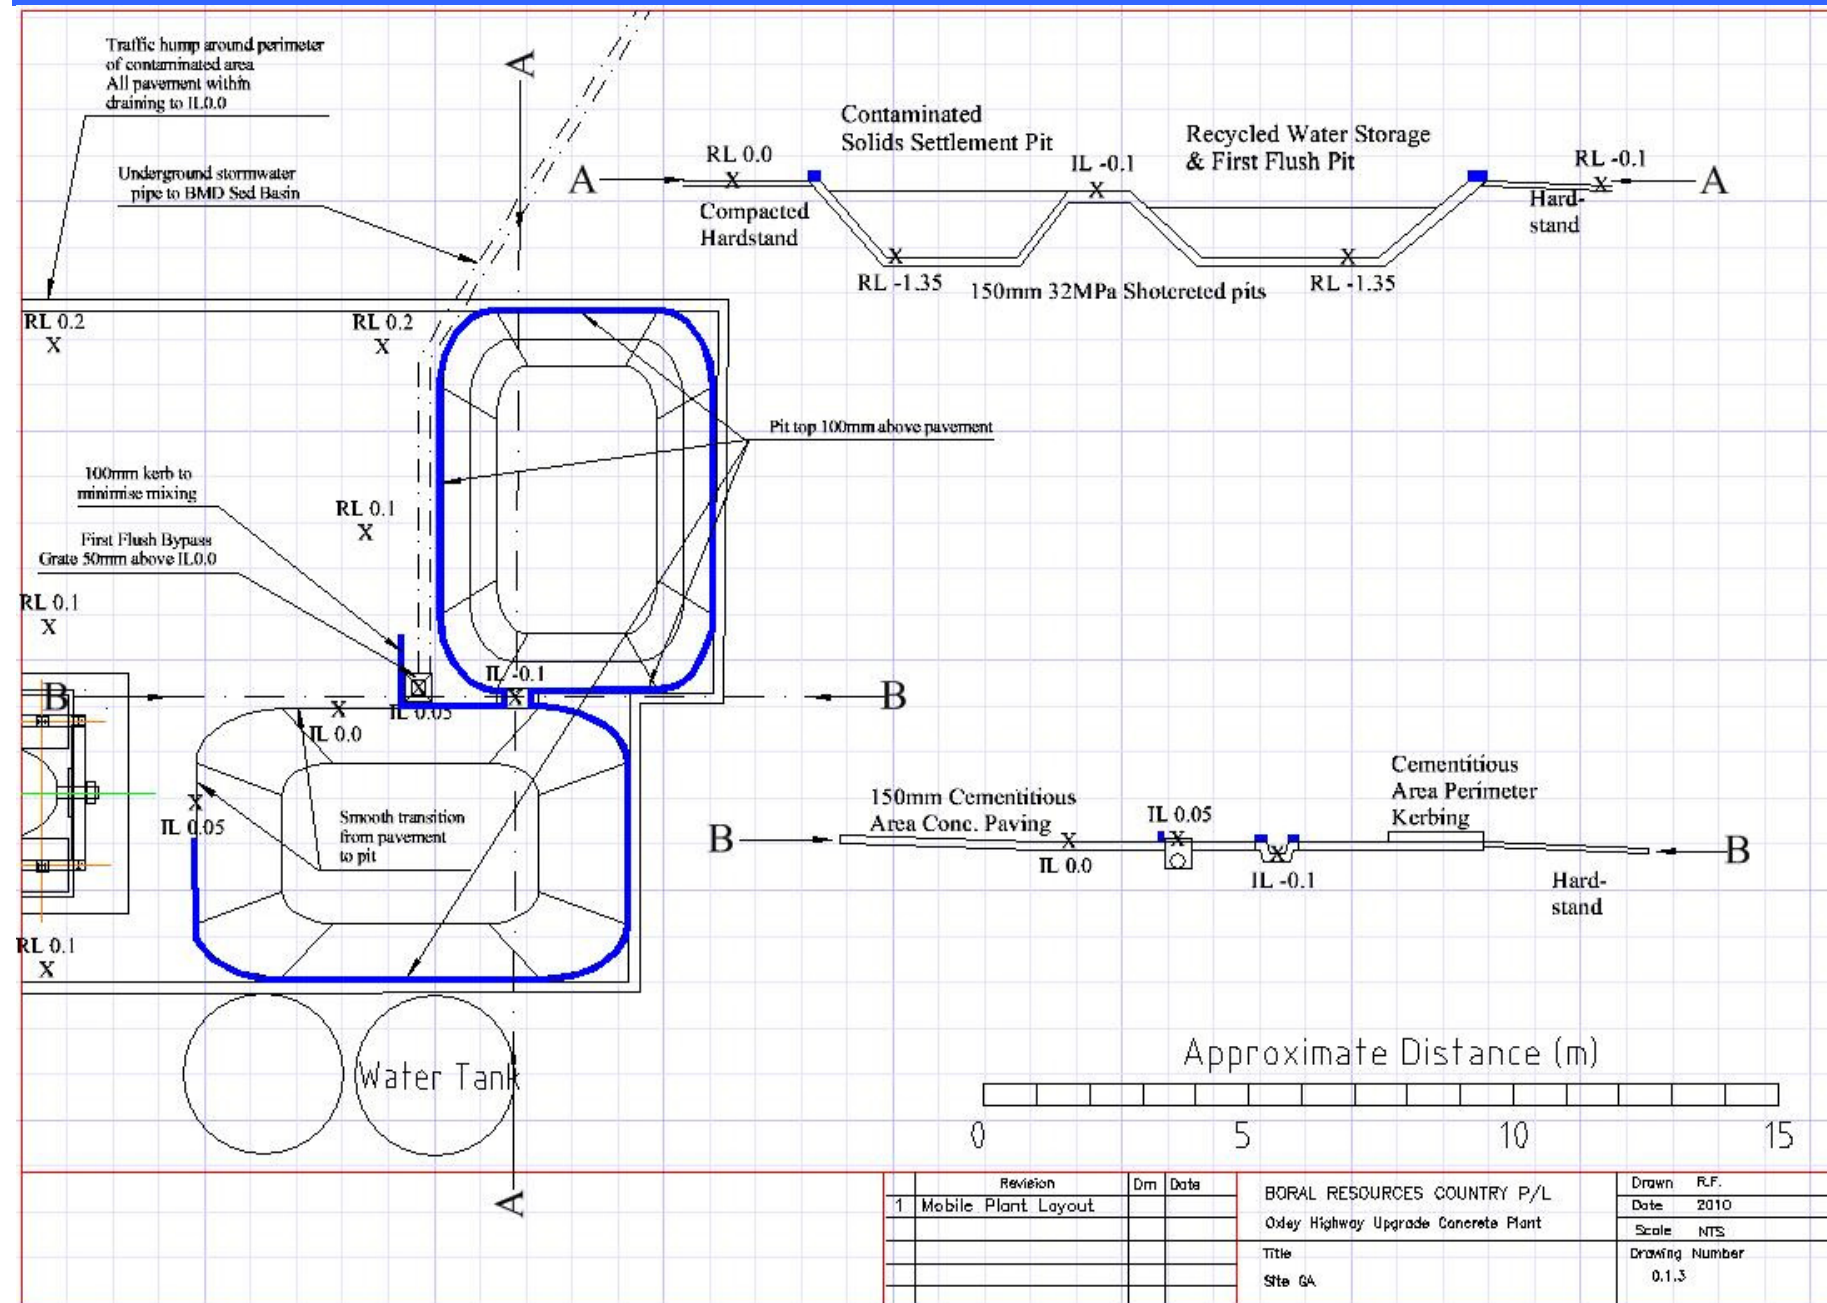 Traffic hump around perimeter
of contaminated area
All pavement within
draining to IL0.0
Underground stormwater
pipe to BMD Sed Basin
A
A
RL 0.0
X
Compacted
Hardstand
Contaminated
Solids Settlement Pit
IL -0.1
X
Recycled Water Storage
& First Flush Pit
RL -0.1
X
A
Hard-
stand
X
RL -1.35
150mm 32MPa Shotcreted pits
X
RL -1.35
RL 0.2
X
RL 0.2
X
Pit top 100mm above pavement
100mm kerb to
minimise mixing
RL 0.1
X
First Flush Bypass
Grate 50mm above IL0.0
RL 0.1
X
IL -0.1
X
B
B
X
IL 0.0
IL 0.05
X
IL 0.05
Smooth transition
from pavement
to pit
RL 0.1
X
Cementitious
Area Perimeter
Kerbing
150mm Cementitious
Area Conc. Paving
IL 0.05
X
B
X
IL 0.0
X
IL -0.1
B
Hard-
stand
Water Tank
A
Approximate Distance (m)
0 5 10 15
Revision Drn Date
1 Mobile Plant Layout
BORAL RESOURCES COUNTRY P/L
Oxley Highway Upgrade Concrete Plant
Title
Site GA
Drawn R.F.
Date 2010
Scale NTS
Drawing Number
0.1.3